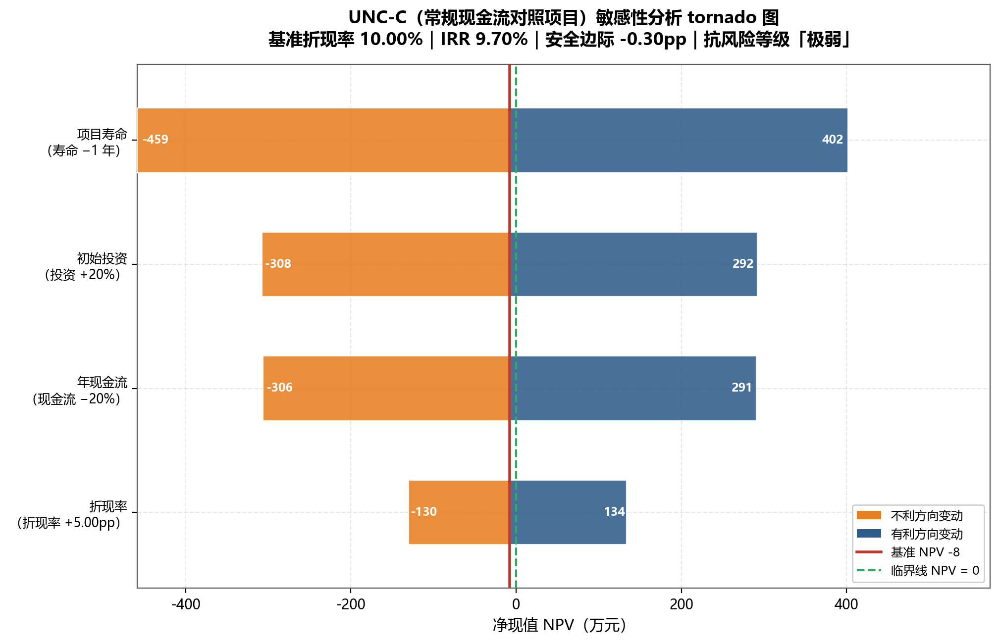 UNC-C（常规现金流对照项目）敏感性分析 tornado 图
基准折现率 10.00% | IRR 9.70% | 安全边际 -0.30pp | 抗风险等级「极弱」
项目寿命
（寿命 −1 年）
-459
402
初始投资
（投资 +20%）
-308
292
年现金流
（现金流 −20%）
-306
291
折现率
（折现率 +5.00pp）
-130
134
不利方向变动
有利方向变动
基准 NPV -8
临界线 NPV = 0
-400
-200
0
200
400
净现值 NPV（万元）